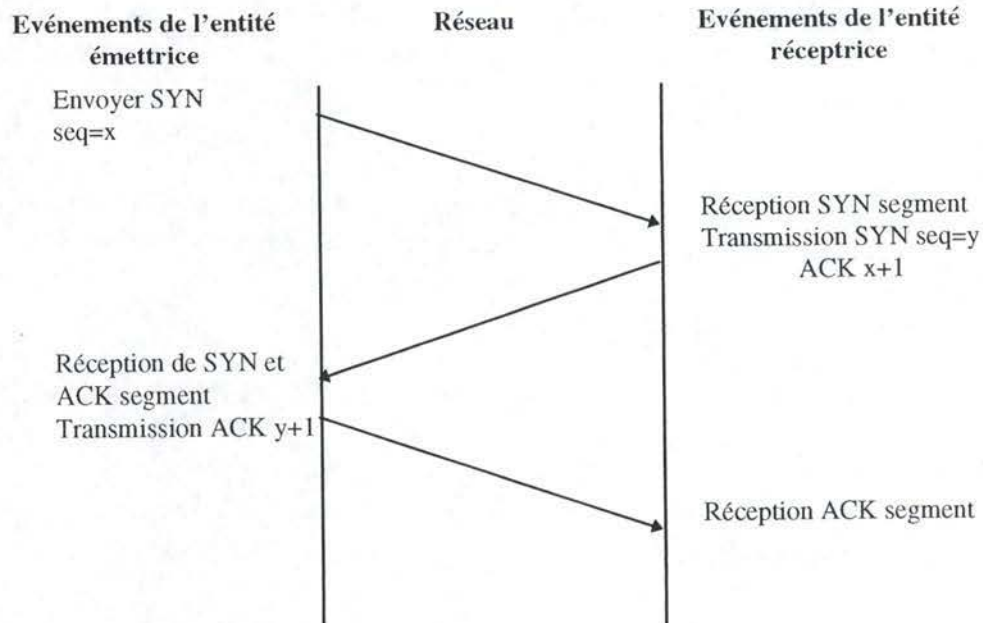 Evénements de l'entité
émettrice
Réseau
Evénements de l'entité
réceptrice
Envoyer SYN
seq=x
Réception SYN segment
Transmission SYN seq=y
ACK x+1
Réception de SYN et
ACK segment
Transmission ACK y+1
Réception ACK segment